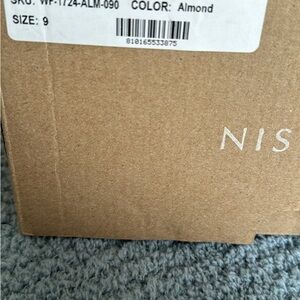 SKU: WF-1724-ALM-090 COLOR: Almond
SIZE: 9
810165533875
NIS